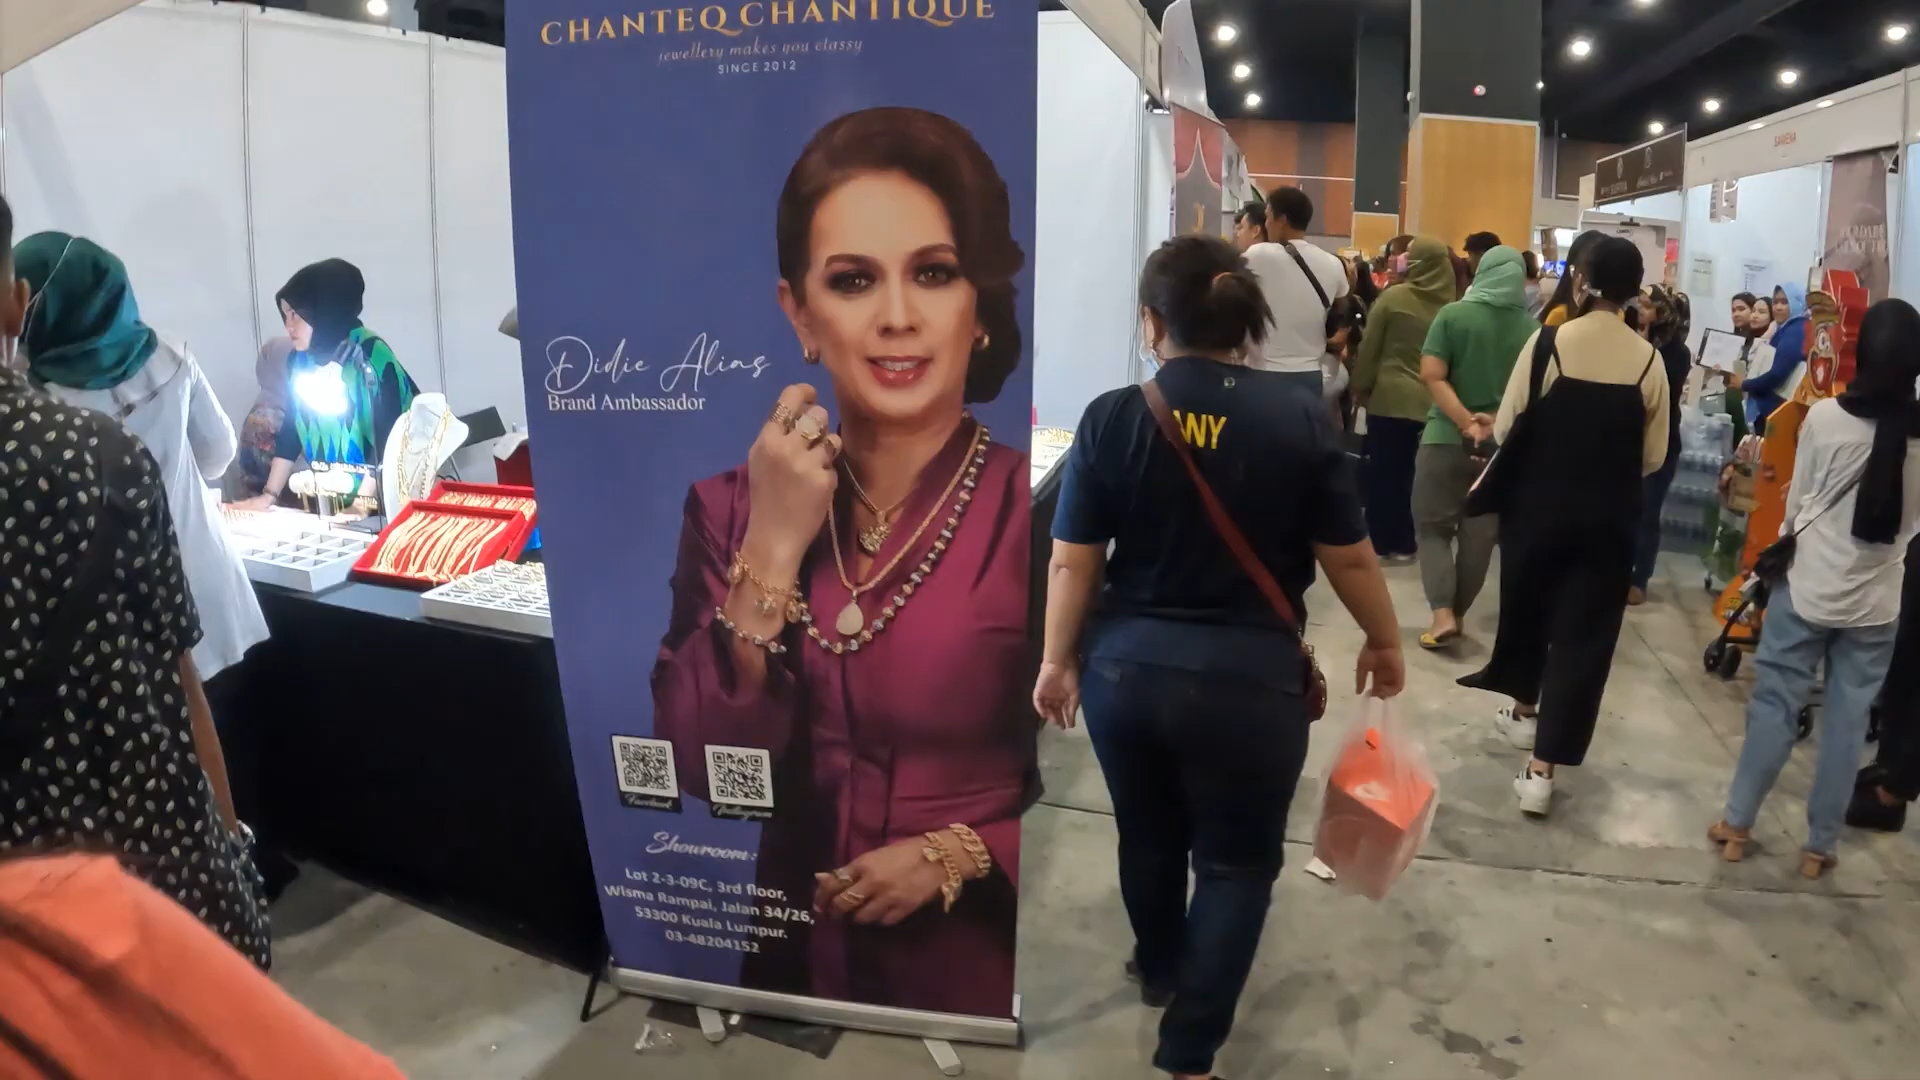 CHANTEQ CHANTIQUE
jewellery makes you classy
SINCE 2012
Didie Alias
Brand Ambassador
Facebook
Instagram
Showroom:
Lot 2-3-09C, 3rd floor,
Wisma Rampai, Jalan 34/26,
53300 Kuala Lumpur.
03-48204152
ANY